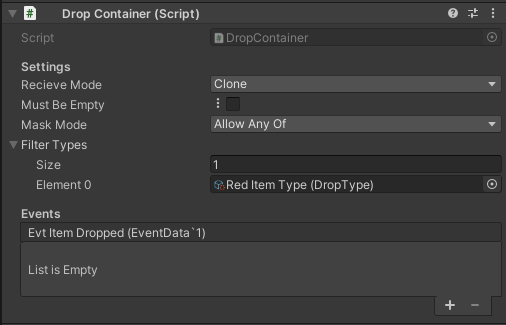 Drop Container (Script)
Script DropContainer
Settings
Recieve Mode Clone
Must Be Empty
Mask Mode Allow Any Of
Filter Types
Size 1
Element 0 Red Item Type (DropType)
Events
Evt Item Dropped (EventData`1)
List is Empty